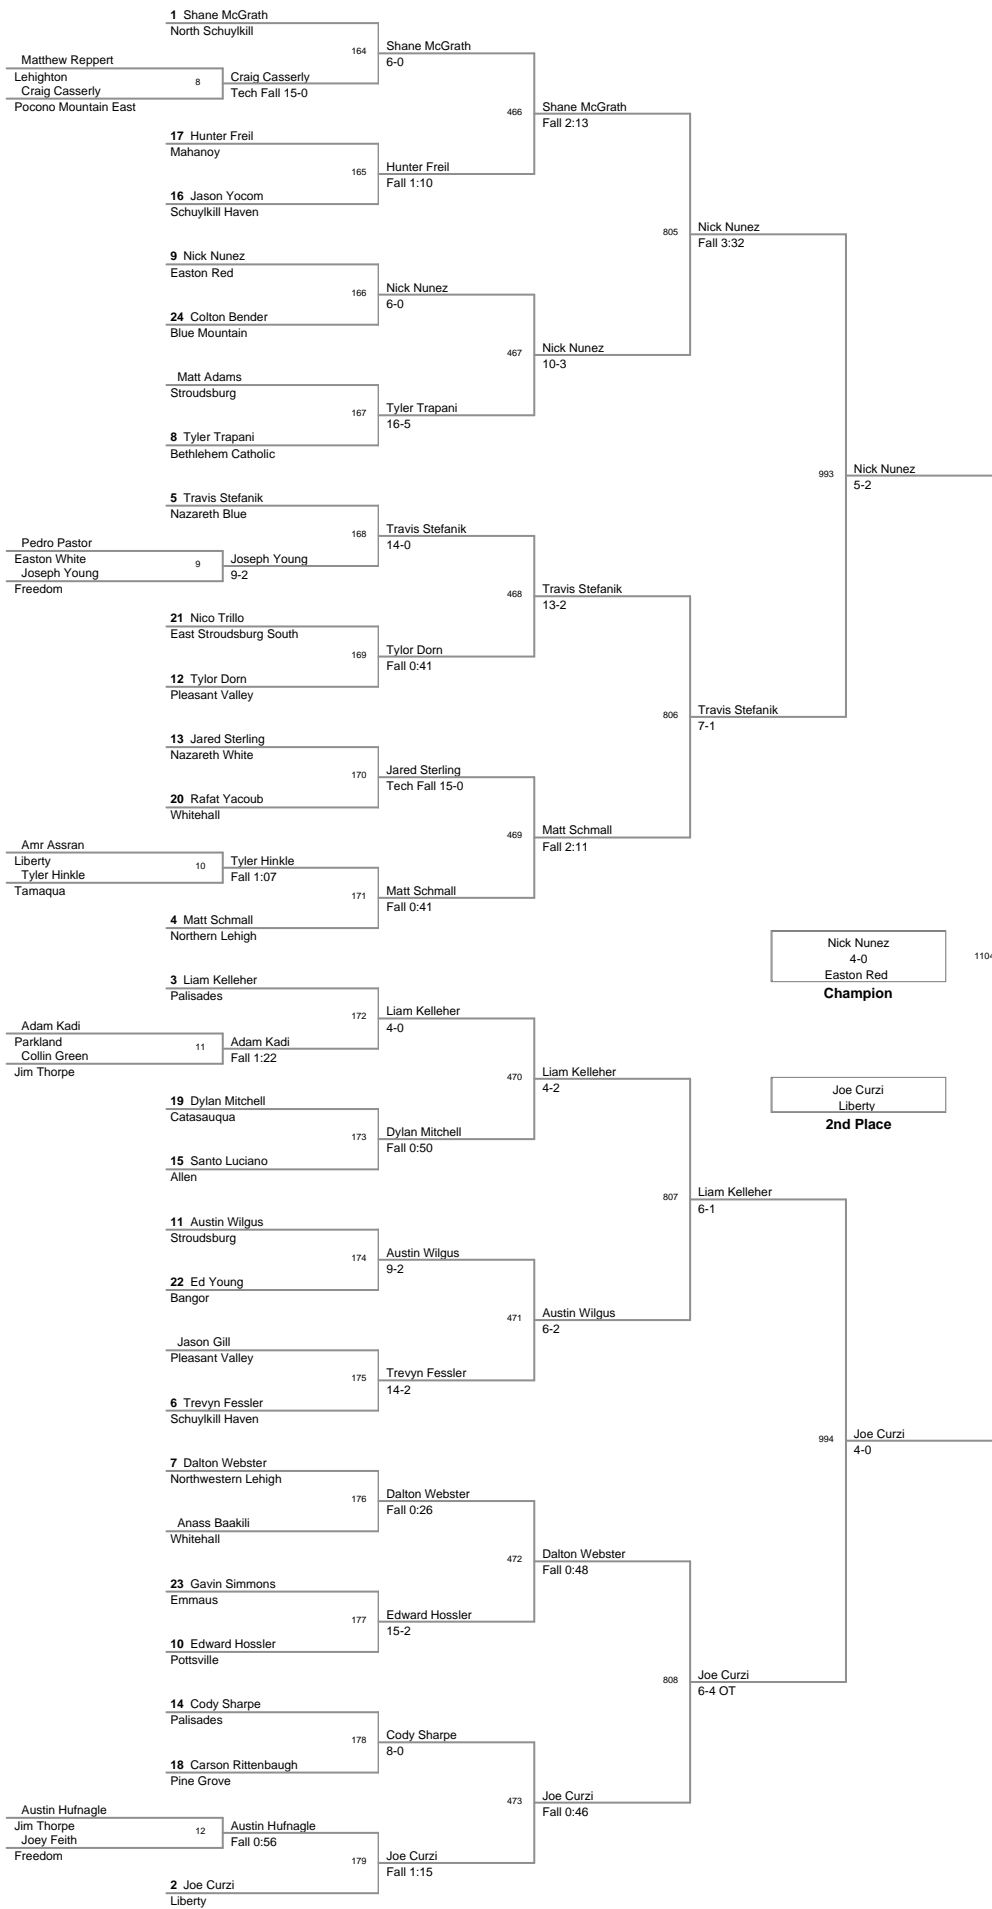 1 Shane McGrath
North Schuylkill
164
Shane McGrath
6-0
Matthew Reppert
Lehighton
8
Craig Casserly
Tech Fall 15-0
Craig Casserly
Pocono Mountain East
466
Shane McGrath
Fall 2:13
17 Hunter Freil
Mahanoy
165
Hunter Freil
Fall 1:10
16 Jason Yocom
Schuylkill Haven
805
Nick Nunez
Fall 3:32
9 Nick Nunez
Easton Red
166
Nick Nunez
6-0
24 Colton Bender
Blue Mountain
467
Nick Nunez
10-3
Matt Adams
Stroudsburg
167
Tyler Trapani
16-5
8 Tyler Trapani
Bethlehem Catholic
993
Nick Nunez
5-2
5 Travis Stefanik
Nazareth Blue
168
Travis Stefanik
14-0
Pedro Pastor
Easton White
9
Joseph Young
9-2
Joseph Young
Freedom
468
Travis Stefanik
13-2
21 Nico Trillo
East Stroudsburg South
169
Tylor Dorn
Fall 0:41
12 Tylor Dorn
Pleasant Valley
806
Travis Stefanik
7-1
13 Jared Sterling
Nazareth White
170
Jared Sterling
Tech Fall 15-0
20 Rafat Yacoub
Whitehall
469
Matt Schmall
Fall 2:11
Amr Assran
Liberty
10
Tyler Hinkle
Fall 1:07
Tyler Hinkle
Tamaqua
171
Matt Schmall
Fall 0:41
4 Matt Schmall
Northern Lehigh
Nick Nunez
4-0
Easton Red
Champion
1104
3 Liam Kelleher
Palisades
172
Liam Kelleher
4-0
Adam Kadi
Parkland
11
Adam Kadi
Fall 1:22
Collin Green
Jim Thorpe
470
Liam Kelleher
4-2
Joe Curzi
Liberty
2nd Place
19 Dylan Mitchell
Catasauqua
173
Dylan Mitchell
Fall 0:50
15 Santo Luciano
Allen
807
Liam Kelleher
6-1
11 Austin Wilgus
Stroudsburg
174
Austin Wilgus
9-2
22 Ed Young
Bangor
471
Austin Wilgus
6-2
Jason Gill
Pleasant Valley
175
Trevyn Fessler
14-2
6 Trevyn Fessler
Schuylkill Haven
994
Joe Curzi
4-0
7 Dalton Webster
Northwestern Lehigh
176
Dalton Webster
Fall 0:26
Anass Baakili
Whitehall
472
Dalton Webster
Fall 0:48
23 Gavin Simmons
Emmaus
177
Edward Hossler
15-2
10 Edward Hossler
Pottsville
808
Joe Curzi
6-4 OT
14 Cody Sharpe
Palisades
178
Cody Sharpe
8-0
18 Carson Rittenbaugh
Pine Grove
473
Joe Curzi
Fall 0:46
Austin Hufnagle
Jim Thorpe
12
Austin Hufnagle
Fall 0:56
Joey Feith
Freedom
179
Joe Curzi
Fall 1:15
2 Joe Curzi
Liberty